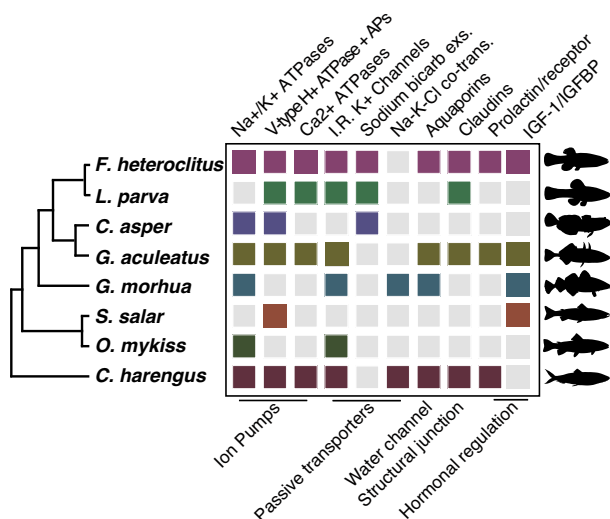 Na+/K+ ATPases
V-type H+ ATPase + APs
Ca2+ ATPases
I.R. K+ Channels
Sodium bicarb exs.
Na-K-Cl co-trans.
Aquaporins
Claudins
Prolactin/receptor
IGF-1/IGFBP
F. heteroclitus
L. parva
C. asper
G. aculeatus
G. morhua
S. salar
O. mykiss
C. harengus
Ion Pumps
Passive transporters
Water channel
Structural junction
Hormonal regulation